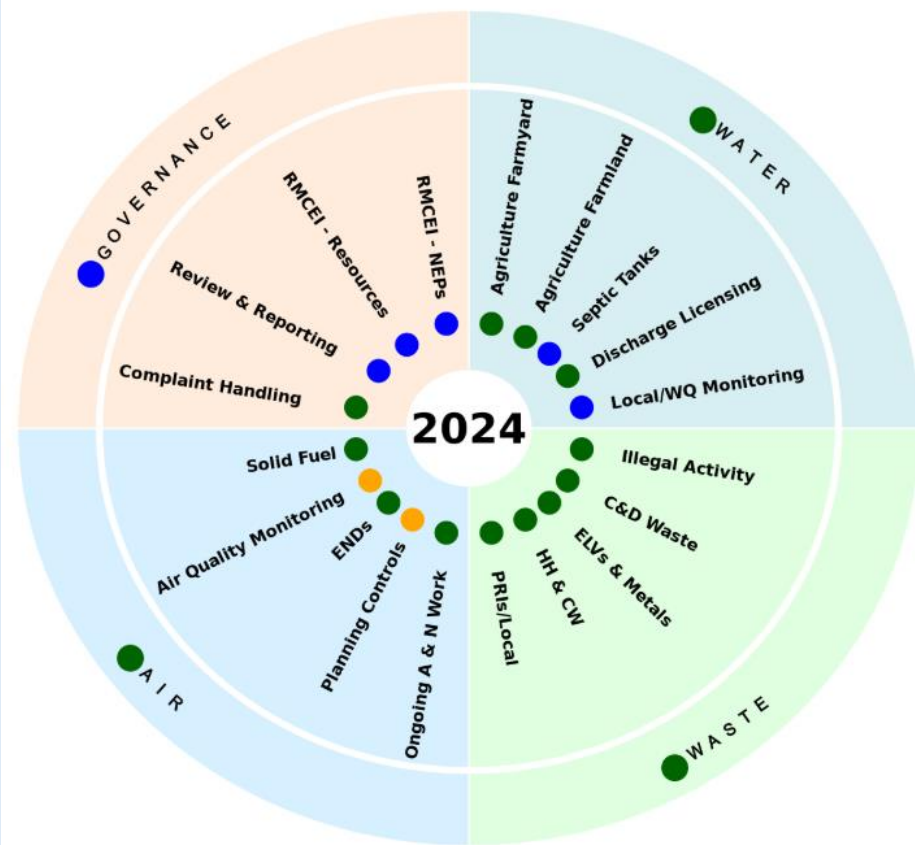 GOVERNANCE
RMCEI - NEPs
RMCEI - Resources
Review & Reporting
Complaint Handling
WATER
Agriculture Farmyard
Agriculture Farmland
Septic Tanks
Discharge Licensing
Local/WQ Monitoring
2024
Solid Fuel
Air Quality Monitoring
ENDs
Planning Controls
Ongoing A & N Work
AIR
Illegal Activity
C&D Waste
ELVs & Metals
HH & CW
PRIs/Local
WASTE